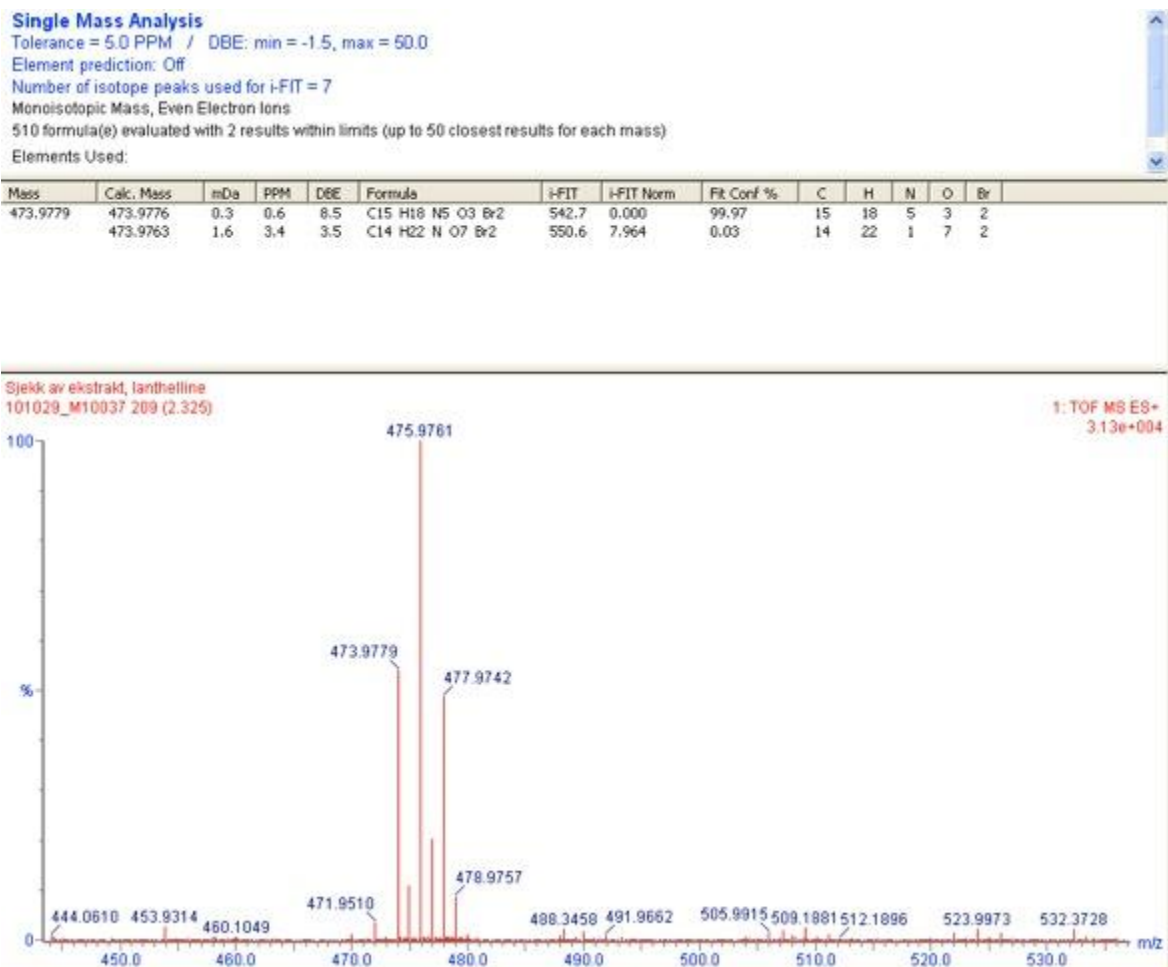 Single Mass Analysis
Tolerance = 5.0 PPM / DBE: min = -1.5, max = 50.0
Element prediction: Off
Number of isotope peaks used for i-FIT = 7
Monoisotopic Mass, Even Electron Ions
510 formula(e) evaluated with 2 results within limits (up to 50 closest results for each mass)
Elements Used:
Mass Calc. Mass mDa PPM DBE Formula i-FIT i-FIT Norm Fit Conf % C H N O Br
473.9779 473.9776 0.3 0.6 8.5 C15 H18 N5 O3 Br2 542.7 0.000 99.97 15 18 5 3 2
473.9763 1.6 3.4 3.5 C14 H22 N O7 Br2 550.6 7.964 0.03 14 22 1 7 2
Sjekk av ekstrakt, Ianthelline
101029_M10037 209 (2.325)
1: TOF MS ES+
3.13e+004
100
475.9761
473.9779
477.9742
%
478.9757
471.9510
444.0610 453.9314 460.1049
488.3458 491.9662 505.9915 509.1881 512.1896 523.9973 532.3728
0
450.0 460.0 470.0 480.0 490.0 500.0 510.0 520.0 530.0 m/z